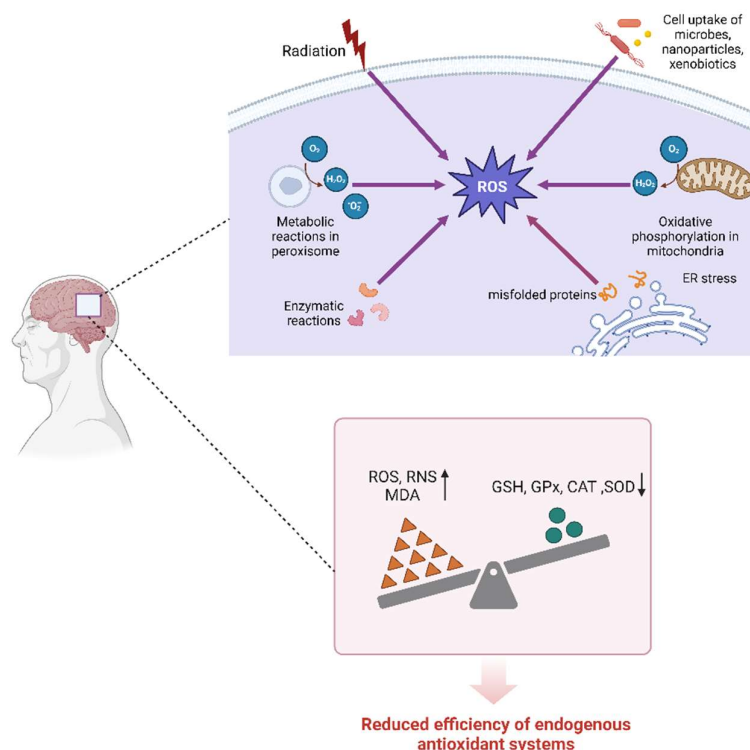 Radiation
Cell uptake of
microbes,
nanoparticles,
xenobiotics
O₂
H₂O₂
•O₂⁻
Metabolic
reactions in
peroxisome
ROS
O₂
H₂O₂
Oxidative
phosphorylation in
mitochondria
Enzymatic
reactions
misfolded proteins
ER stress
ROS, RNS
MDA
GSH, GPx, CAT ,SOD
Reduced efficiency of endogenous
antioxidant systems